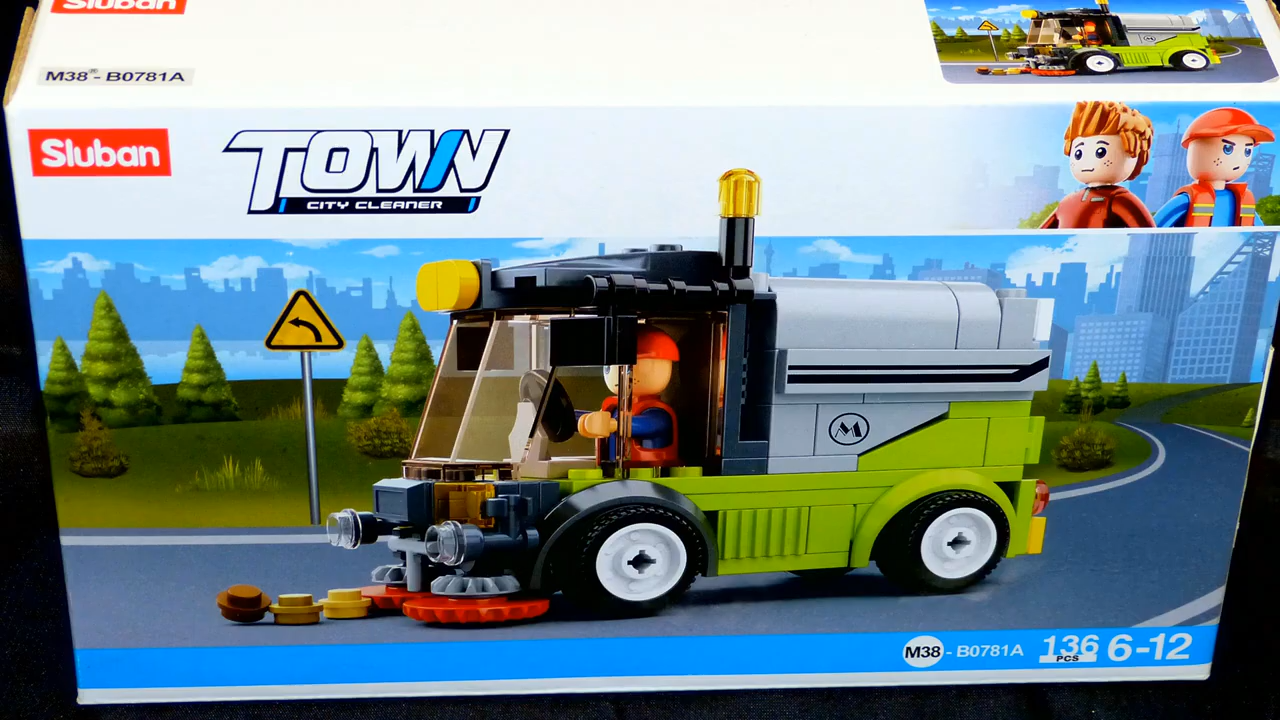 Sluban
M38® - B0781A
Sluban
TOWN
CITY CLEANER
M
M38 - B0781A 136 PCS 6-12